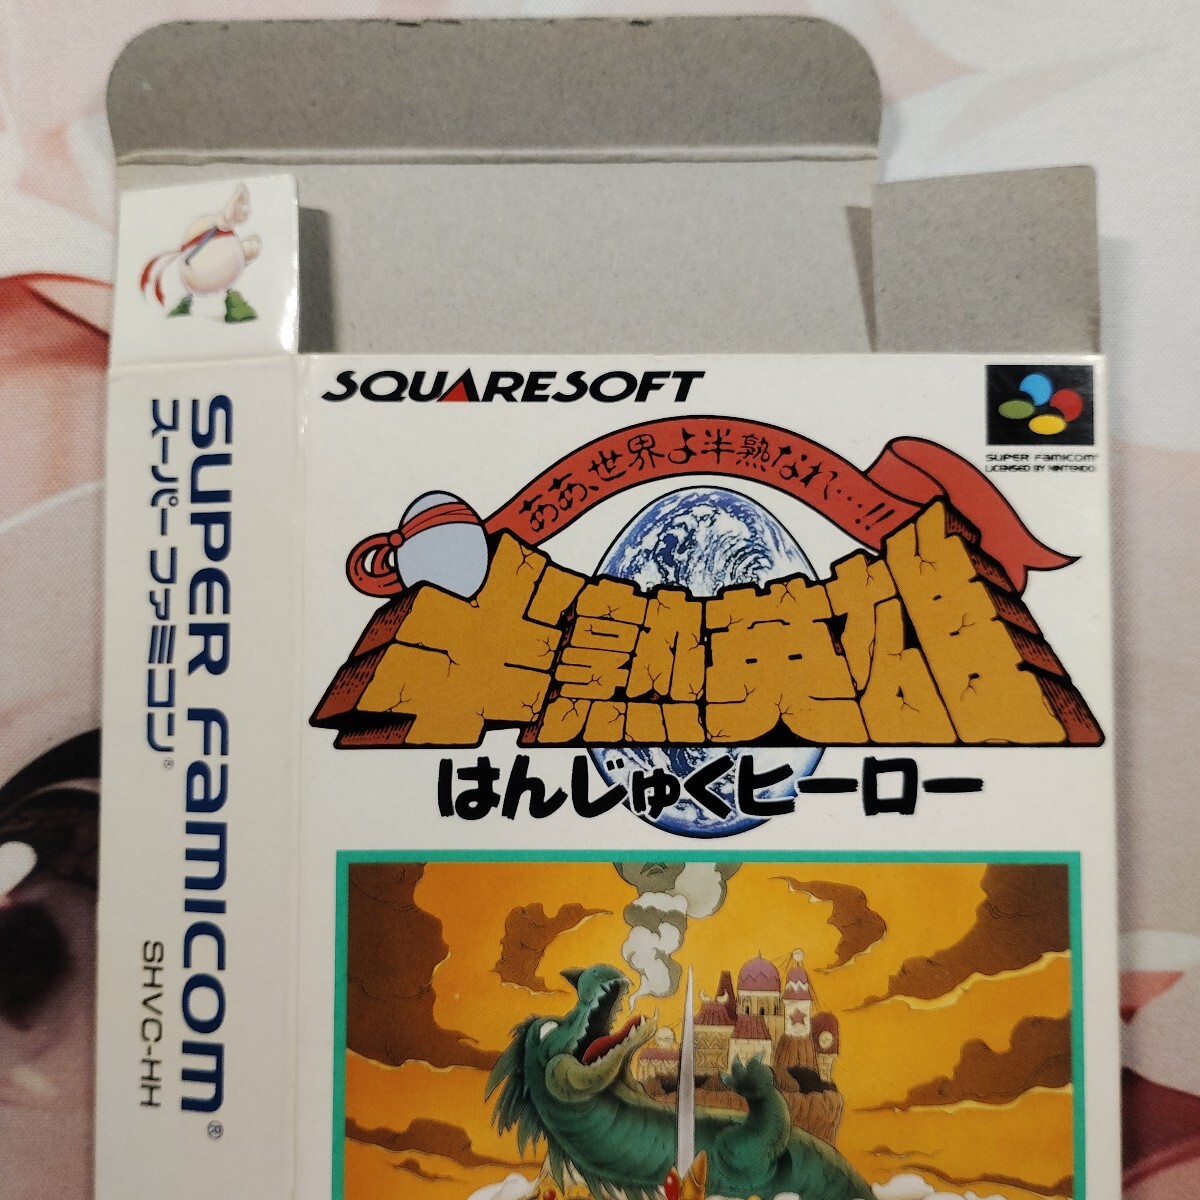 SQUARESOFT
SUPER FAMICOM
LICENSED BY NINTENDO
ああ、世界よ半熟なれ…!!
半熟英雄
はんじゅくヒーロー
SUPER FAMICOM®
スーパーファミコン®
SHVC-HH